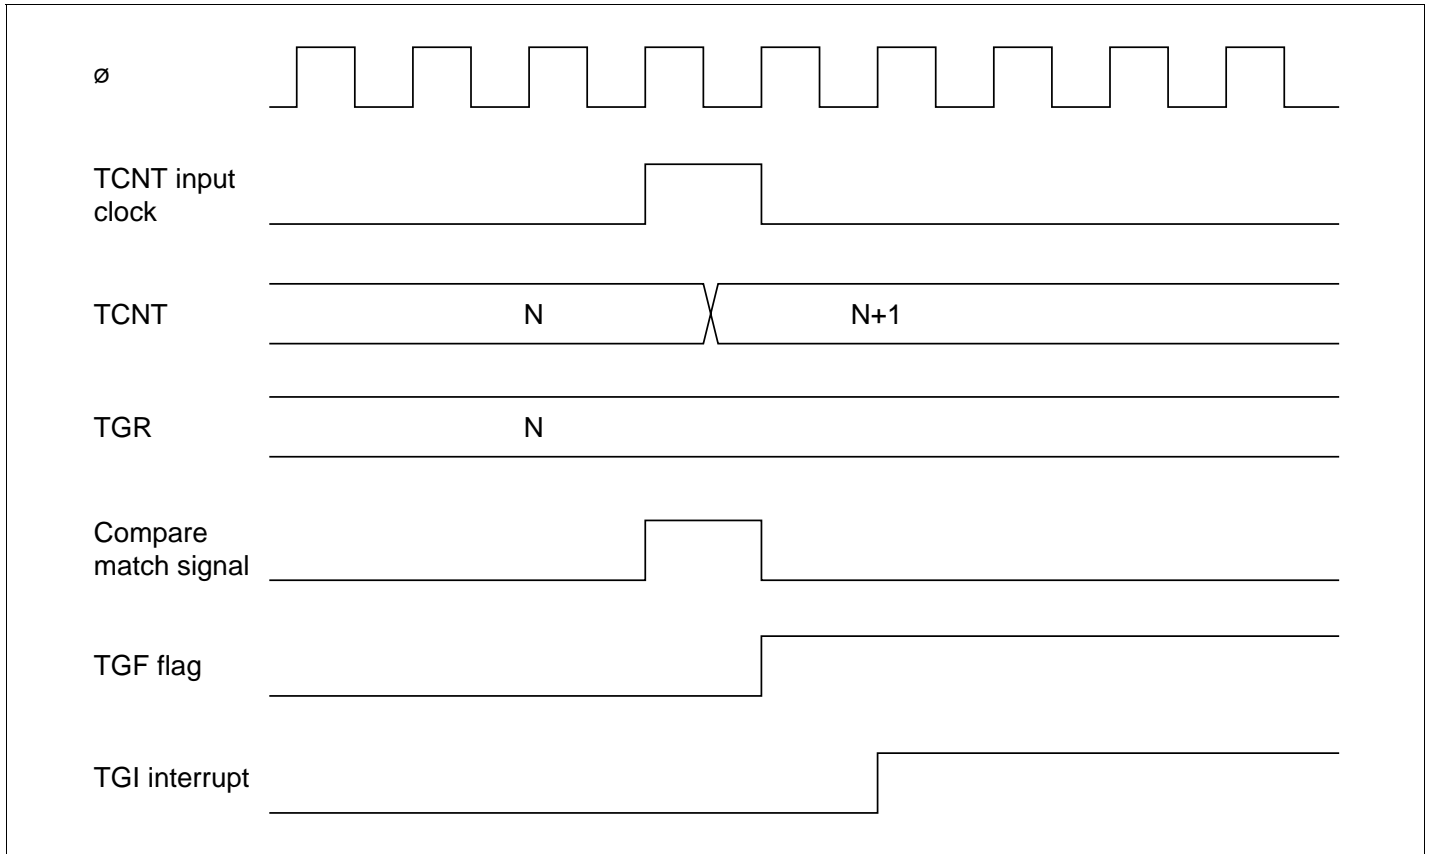 ø
TCNT input
clock
TCNT
N
N+1
TGR
N
Compare
match signal
TGF flag
TGI interrupt